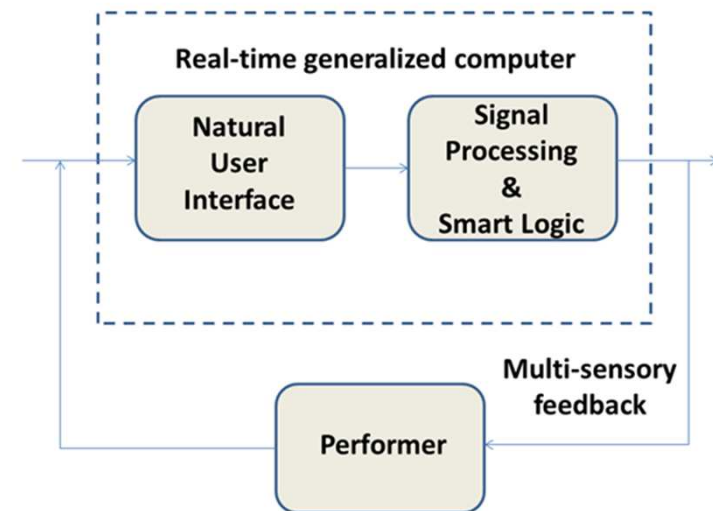 Real-time generalized computer
Natural
User
Interface
Signal
Processing
&
Smart Logic
Multi-sensory
feedback
Performer